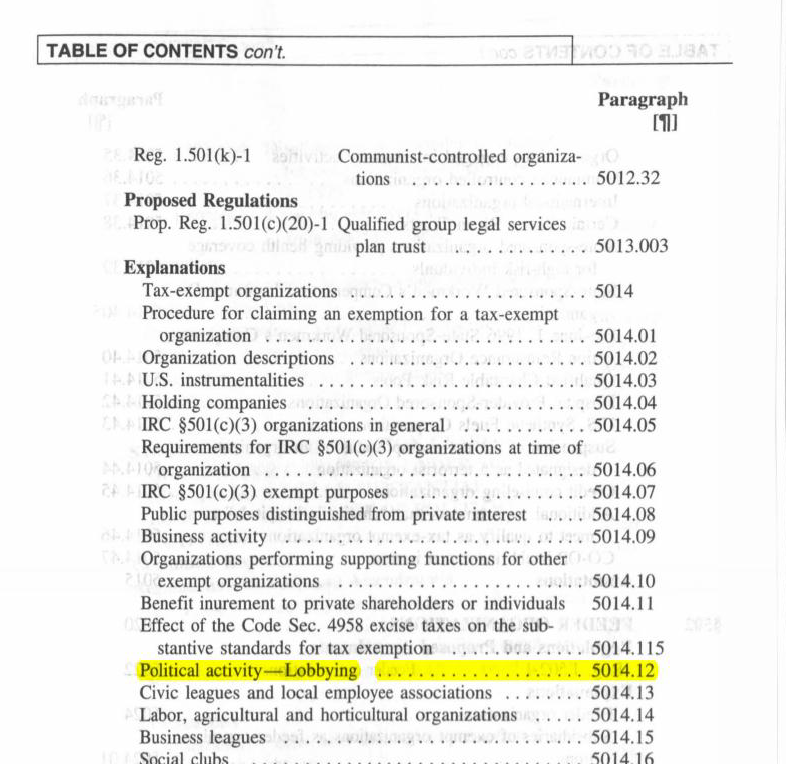 TABLE OF CONTENTS con't.
Paragraph
[¶]
Reg. 1.501(k)-1 Communist-controlled organiza-
tions . . . . . . . . . . . . . . . 5012.32
Proposed Regulations
Prop. Reg. 1.501(c)(20)-1 Qualified group legal services
plan trust . . . . . . . . . . . 5013.003
Explanations
Tax-exempt organizations . . . . . . . . . . . . . . . . . . . . 5014
Procedure for claiming an exemption for a tax-exempt
organization . . . . . . . . . . . . . . . . . . . . . . . . . . . 5014.01
Organization descriptions . . . . . . . . . . . . . . . . . . . 5014.02
U.S. instrumentalities . . . . . . . . . . . . . . . . . . . . . . 5014.03
Holding companies . . . . . . . . . . . . . . . . . . . . . . . 5014.04
IRC §501(c)(3) organizations in general . . . . . . . . . . 5014.05
Requirements for IRC §501(c)(3) organizations at time of
organization . . . . . . . . . . . . . . . . . . . . . . . . . . . 5014.06
IRC §501(c)(3) exempt purposes . . . . . . . . . . . . . . . 5014.07
Public purposes distinguished from private interest . . . . 5014.08
Business activity . . . . . . . . . . . . . . . . . . . . . . . . . 5014.09
Organizations performing supporting functions for other
exempt organizations . . . . . . . . . . . . . . . . . . . . . 5014.10
Benefit inurement to private shareholders or individuals 5014.11
Effect of the Code Sec. 4958 excise taxes on the sub-
stantive standards for tax exemption . . . . . . . . . . . 5014.115
Political activity—Lobbying . . . . . . . . . . . . . . . . . . 5014.12
Civic leagues and local employee associations . . . . . . 5014.13
Labor, agricultural and horticultural organizations . . . . . 5014.14
Business leagues . . . . . . . . . . . . . . . . . . . . . . . . . 5014.15
Social clubs . . . . . . . . . . . . . . . . . . . . . . . . . . . . 5014.16